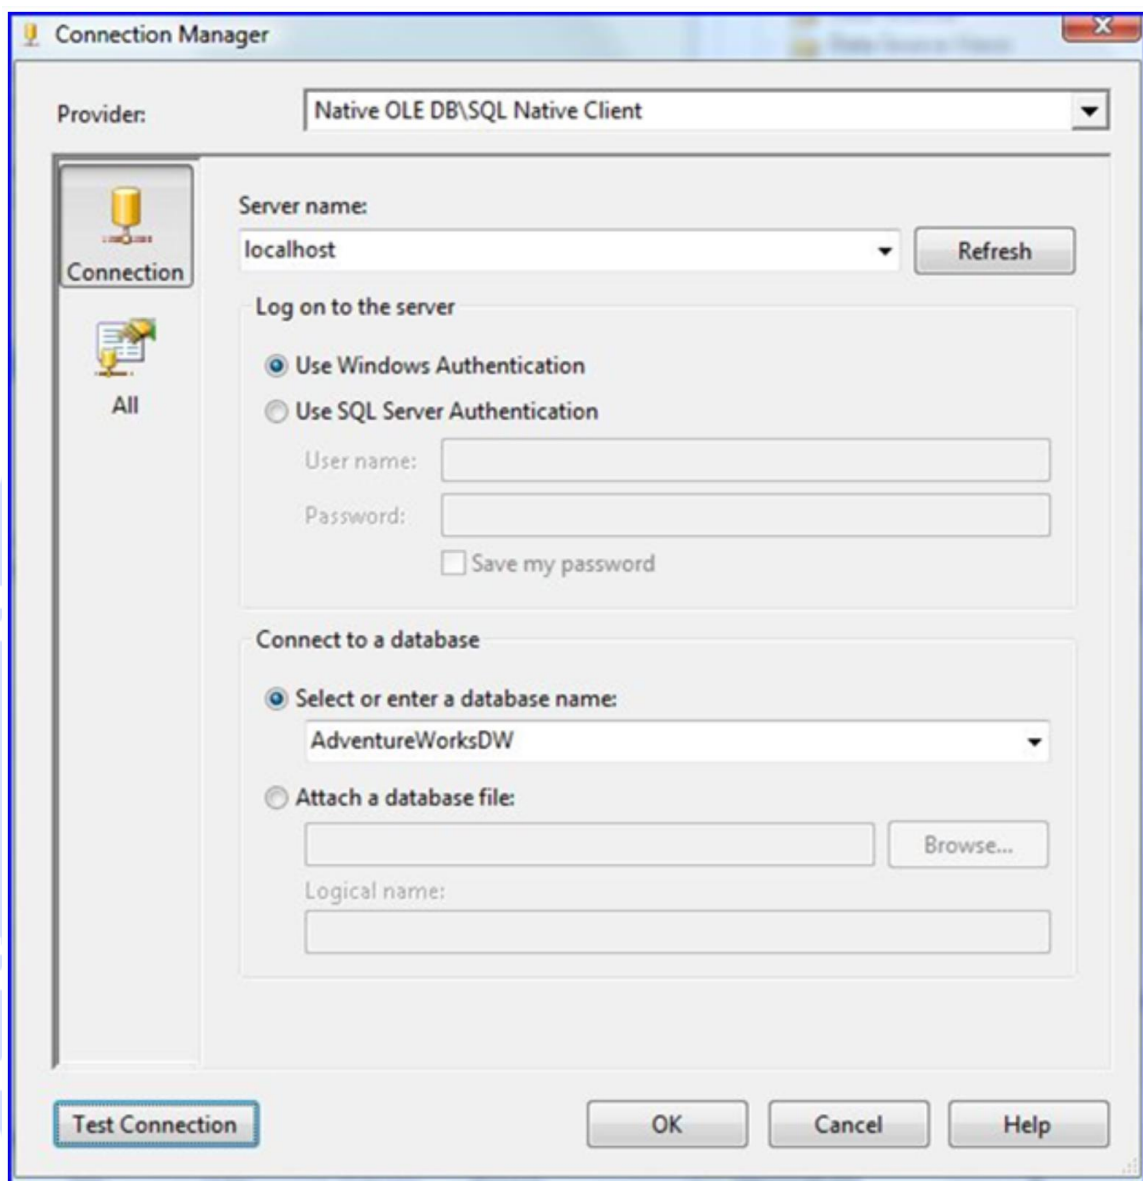 Connection Manager
Provider:
Native OLE DB\SQL Native Client
Connection
All
Server name:
localhost
Refresh
Log on to the server
Use Windows Authentication
Use SQL Server Authentication
User name:
Password:
Save my password
Connect to a database
Select or enter a database name:
AdventureWorksDW
Attach a database file:
Browse...
Logical name:
Test Connection
OK
Cancel
Help